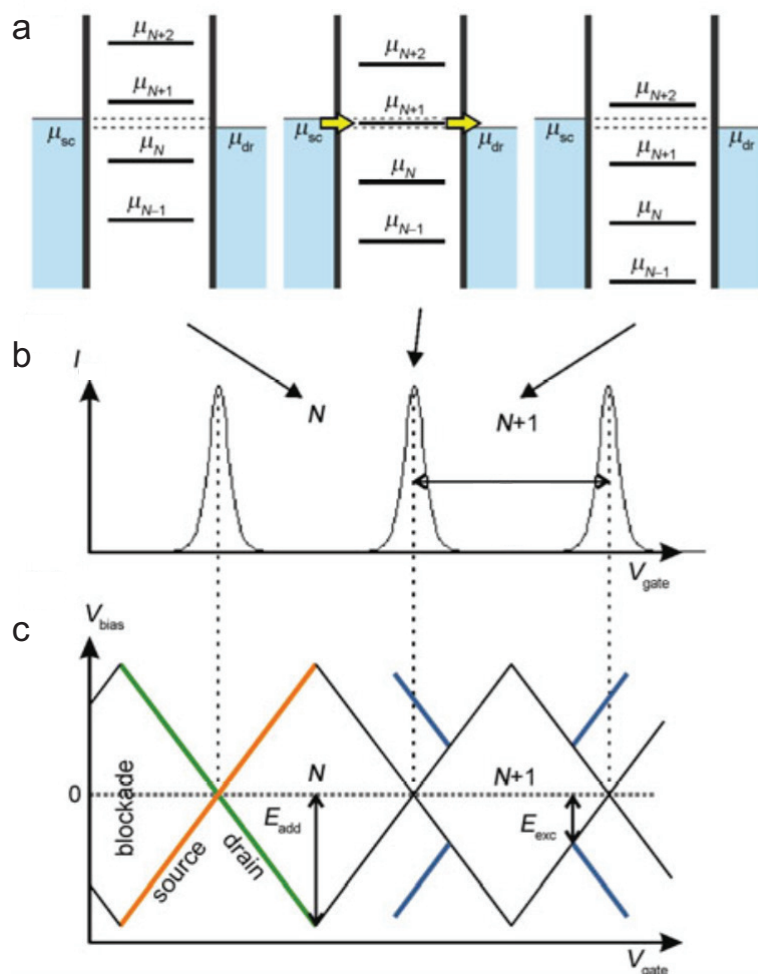 a
μN+2
μN+1
μsc
μN
μdr
μN−1
μN+2
μN+1
μsc
μdr
μN
μN−1
μN+2
μsc
μN+1
μdr
μN
μN−1
b
I
N
N+1
Vgate
c
Vbias
0
blockade
source
drain
N
Eadd
N+1
Eexc
Vgate